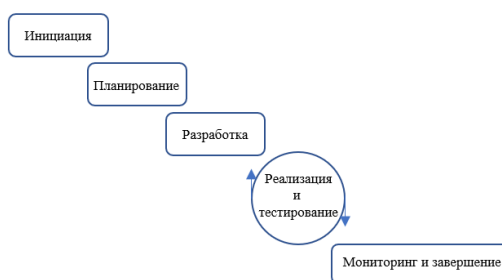 Инициация
Планирование
Разработка
Реализация
и
тестирование
Мониторинг и завершение